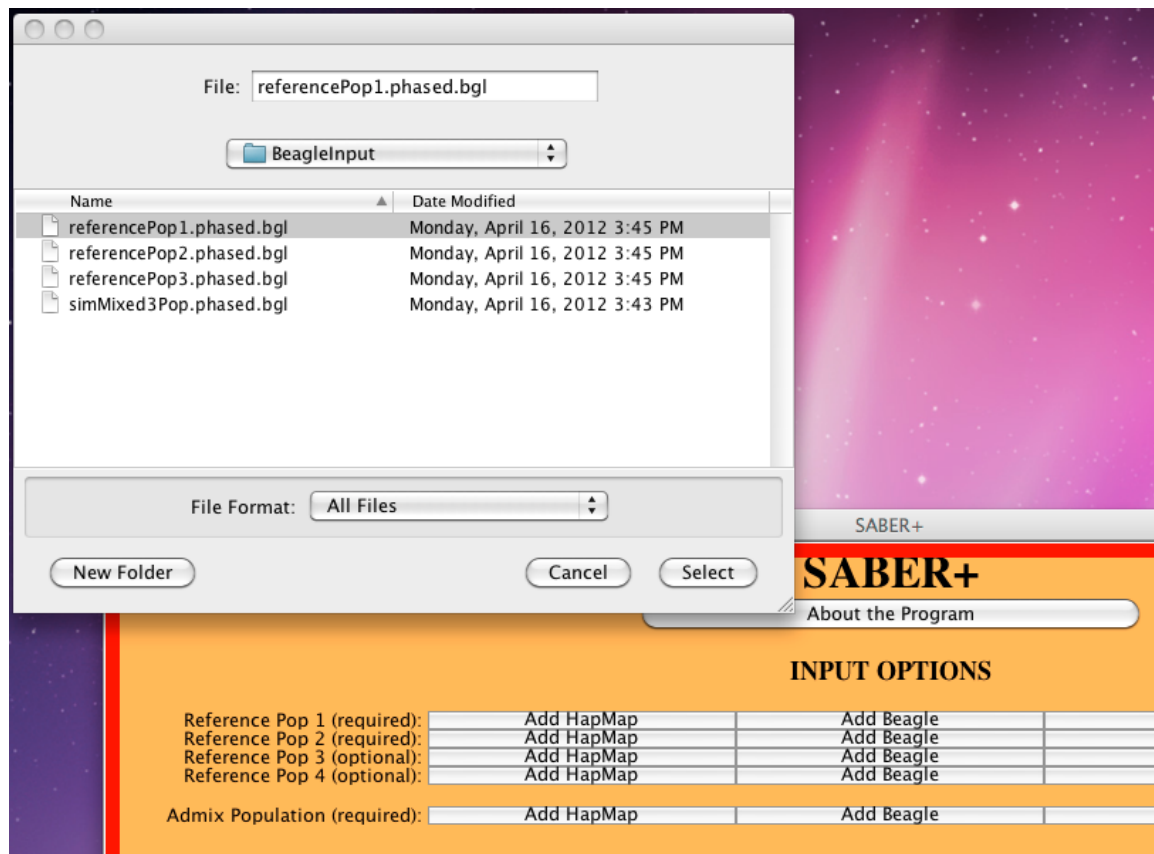 File: referencePop1.phased.bgl
BeagleInput
Name Date Modified
referencePop1.phased.bgl Monday, April 16, 2012 3:45 PM
referencePop2.phased.bgl Monday, April 16, 2012 3:45 PM
referencePop3.phased.bgl Monday, April 16, 2012 3:45 PM
simMixed3Pop.phased.bgl Monday, April 16, 2012 3:43 PM
File Format: All Files
New Folder Cancel Select
SABER+
SABER+
About the Program
INPUT OPTIONS
Reference Pop 1 (required): Add HapMap Add Beagle
Reference Pop 2 (required): Add HapMap Add Beagle
Reference Pop 3 (optional): Add HapMap Add Beagle
Reference Pop 4 (optional): Add HapMap Add Beagle
Admix Population (required): Add HapMap Add Beagle